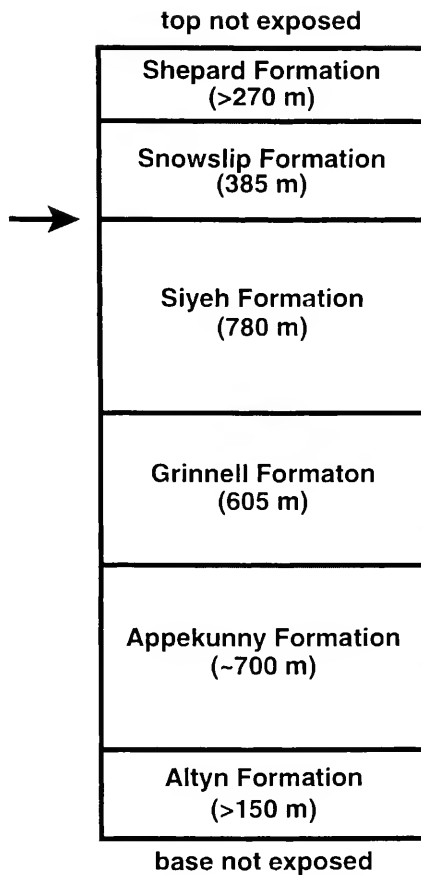 top not exposed
Shepard Formation
(>270 m)
Snowslip Formation
(385 m)
Siyeh Formation
(780 m)
Grinnell Formaton
(605 m)
Appekunny Formation
(~700 m)
Altyn Formation
(>150 m)
base not exposed